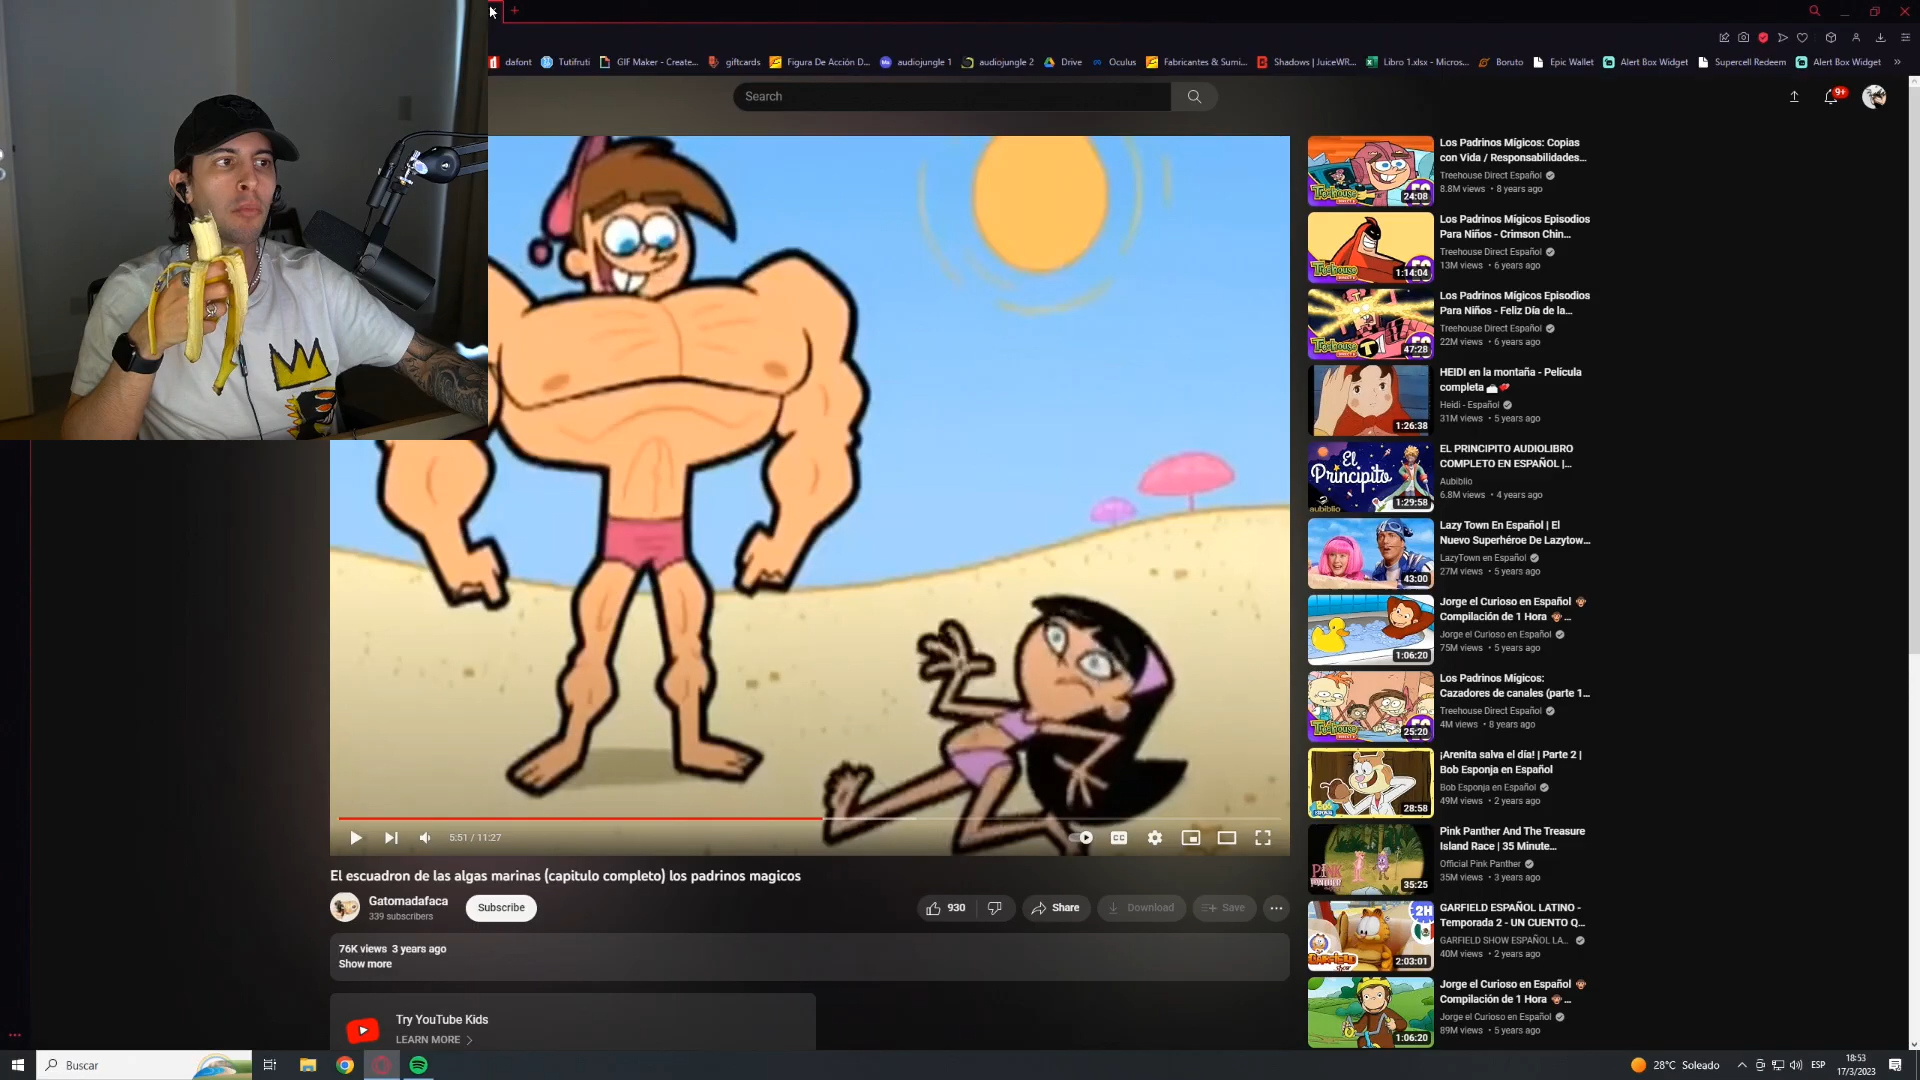 dafont
Tutifruti
GIF Maker - Create...
giftcards
Figura De Acción D...
audiojungle 1
audiojungle 2
Drive
Oculus
Fabricantes & Sumi...
Shadows | JuiceWR...
Libro 1.xlsx - Micros...
Boruto
Epic Wallet
Alert Box Widget
Supercell Redeem
Alert Box Widget
Search
9+
5:51 / 11:27
CC
El escuadron de las algas marinas (capitulo completo) los padrinos magicos
Gatomadafaca
339 subscribers
Subscribe
930
Share
Download
Save
76K views 3 years ago
Show more
Try YouTube Kids
LEARN MORE
Treehouse
24:08
Los Padrinos Mígicos: Copias
con Vida / Responsabilidades...
Treehouse Direct Español
8.8M views • 8 years ago
Treehouse
1:14:04
Los Padrinos Mígicos Episodios
Para Niños - Crimson Chin...
Treehouse Direct Español
13M views • 6 years ago
Treehouse
47:28
Los Padrinos Mígicos Episodios
Para Niños - Feliz Día de la...
Treehouse Direct Español
22M views • 6 years ago
1:26:38
HEIDI en la montaña - Película
completa
Heidi - Español
31M views • 5 years ago
El
Principito
aubiblio
1:29:58
EL PRINCIPITO AUDIOLIBRO
COMPLETO EN ESPAÑOL |...
Aubiblio
6.8M views • 4 years ago
43:00
Lazy Town En Español | El
Nuevo Superhéroe De Lazytow...
LazyTown en Español
27M views • 5 years ago
1:06:20
Jorge el Curioso en Español
Compilación de 1 Hora ...
Jorge el Curioso en Español
75M views • 5 years ago
Treehouse
25:20
Los Padrinos Mígicos:
Cazadores de canales (parte 1...
Treehouse Direct Español
4M views • 8 years ago
28:58
¡Arenita salva el día! | Parte 2 |
Bob Esponja en Español
Bob Esponja en Español
49M views • 2 years ago
PINK
PANTHER
35:25
Pink Panther And The Treasure
Island Race | 35 Minute...
Official Pink Panther
35M views • 3 years ago
2H
GARFIELD
show
2:03:01
GARFIELD ESPAÑOL LATINO -
Temporada 2 - UN CUENTO Q...
GARFIELD SHOW ESPAÑOL LA...
40M views • 2 years ago
1:06:20
Jorge el Curioso en Español
Compilación de 1 Hora ...
Jorge el Curioso en Español
89M views • 5 years ago
Buscar
28°C Soleado
ESP
18:53
17/3/2023